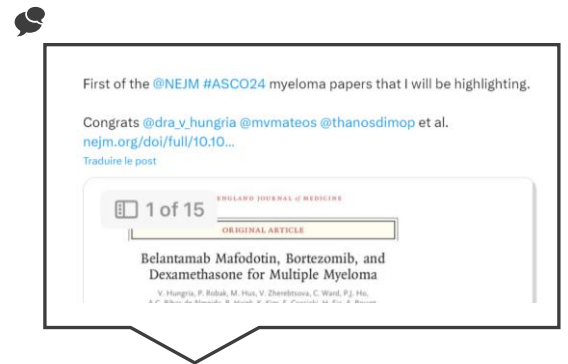 First of the @NEJM #ASCO24 myeloma papers that I will be highlighting.
Congrats @dra_v_hungria @mvmateos @thanosdimop et al.
nejm.org/doi/full/10.10...
Traduire le post
1 of 15
ENGLAND JOURNAL of MEDICINE
ORIGINAL ARTICLE
Belantamab Mafodotin, Bortezomib, and
Dexamethasone for Multiple Myeloma
V. Hungria, P. Robak, M. Hus, V. Zherebtsova, C. Ward, P.J. Ho,